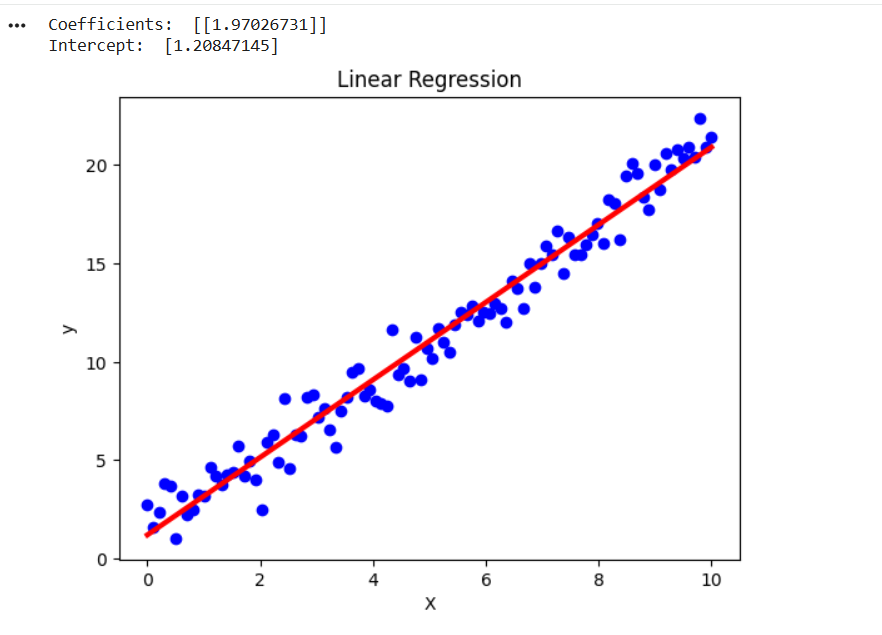 ••• Coefficients:  [[1.97026731]]
Intercept:  [1.20847145]
Linear Regression
20
15
10
5
0
y
0 2 4 6 8 10
X